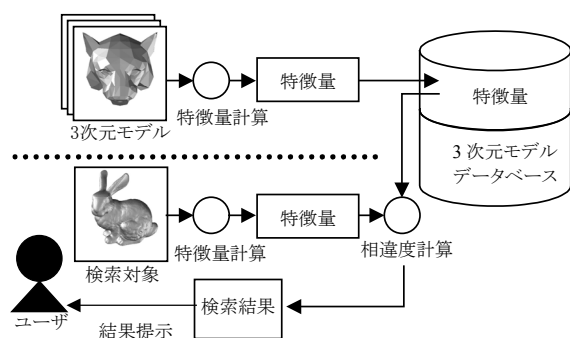 特徴量
特徴量
3次元モデル
特徴量計算
3 次元モデル
データベース
特徴量
検索対象
特徴量計算
相違度計算
検索結果
ユーザ
結果提示